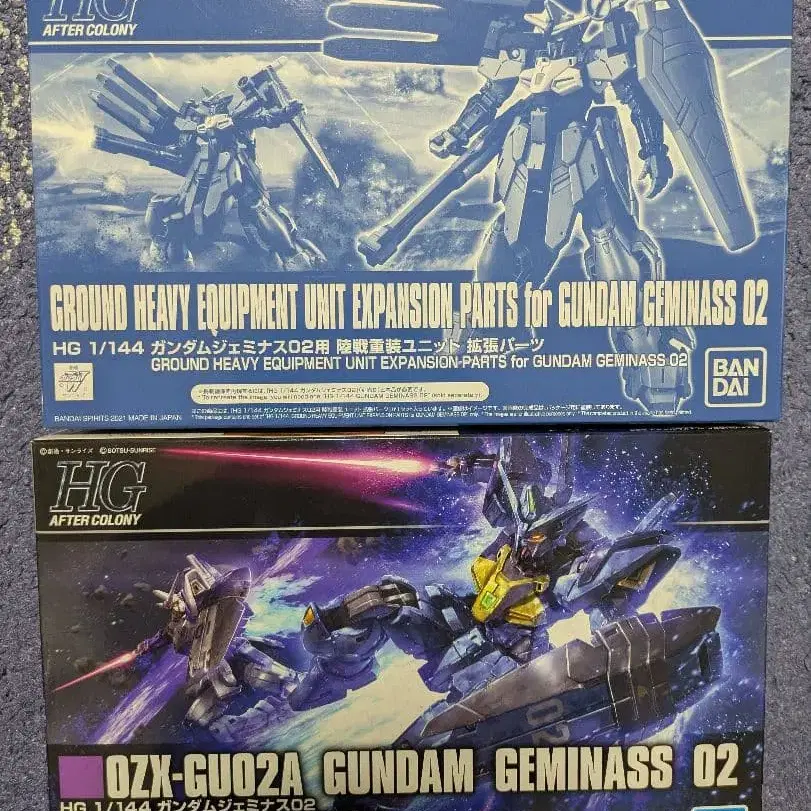 HG
AFTER COLONY
GROUND HEAVY EQUIPMENT UNIT EXPANSION PARTS for GUNDAM GEMINASS 02
HG 1/144 ガンダムジェミナス02用 陸戦重装ユニット 拡張パーツ
GROUND HEAVY EQUIPMENT UNIT EXPANSION PARTS for GUNDAM GEMINASS 02
BAN
DAI
BANDAI SPIRITS 2021 MADE IN JAPAN
©創通・サンライズ ©SOTSU・SUNRISE
HG
AFTER COLONY
02
OZX-GU02A GUNDAM GEMINASS 02
HG 1/144 ガンダムジェミナス02